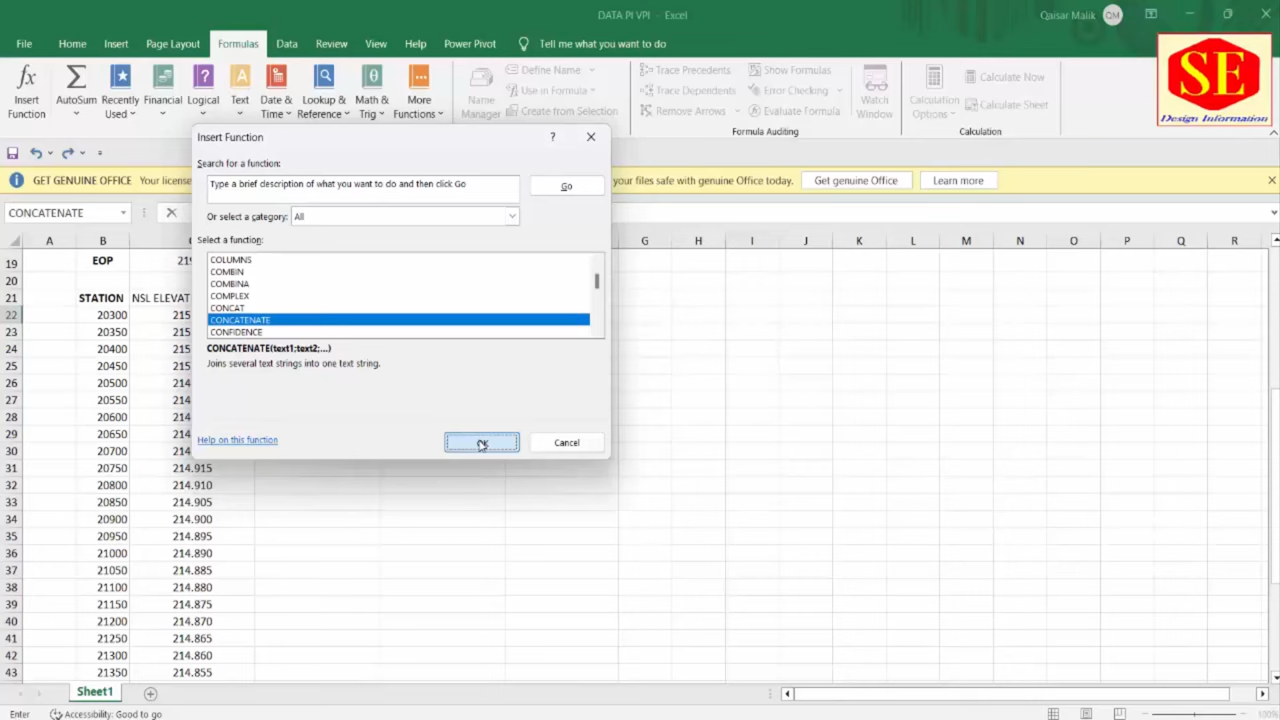 DATA PI VPI - Excel
Qaisar Malik QM
File Home Insert Page Layout Formulas Data Review View Help Power Pivot Tell me what you want to do
fx Σ ? A θ
Insert Function
AutoSum
Recently Used
Financial
Logical
Text
Date & Time
Lookup & Reference
Math & Trig
More Functions
Name Manager
Define Name
Use in Formula
Create from Selection
Trace Precedents
Trace Dependents
Remove Arrows
Show Formulas
Error Checking
Evaluate Formula
Formula Auditing
Watch Window
Calculation Options
Calculate Now
Calculate Sheet
Calculation
SE
Design Information
GET GENUINE OFFICE Your license
your files safe with genuine Office today. Get genuine Office Learn more
CONCATENATE
Insert Function ?
Search for a function:
Type a brief description of what you want to do and then click Go
Go
Or select a category: All
Select a function:
COLUMNS
COMBIN
COMBINA
COMPLEX
CONCAT
CONCATENATE
CONFIDENCE
CONCATENATE(text1;text2;...)
Joins several text strings into one text string.
Help on this function
OK Cancel
A B C G H I J K L M N O P Q R
19 EOP 219
20
21 STATION NSL ELEVAT
22 20300 215
23 20350 215
24 20400 215
25 20450 215
26 20500 214
27 20550 214
28 20600 214
29 20650 214
30 20700 214
31 20750 214.915
32 20800 214.910
33 20850 214.905
34 20900 214.900
35 20950 214.895
36 21000 214.890
37 21050 214.885
38 21100 214.880
39 21150 214.875
40 21200 214.870
41 21250 214.865
42 21300 214.860
43 21350 214.855
Sheet1
Enter Accessibility: Good to go
100%